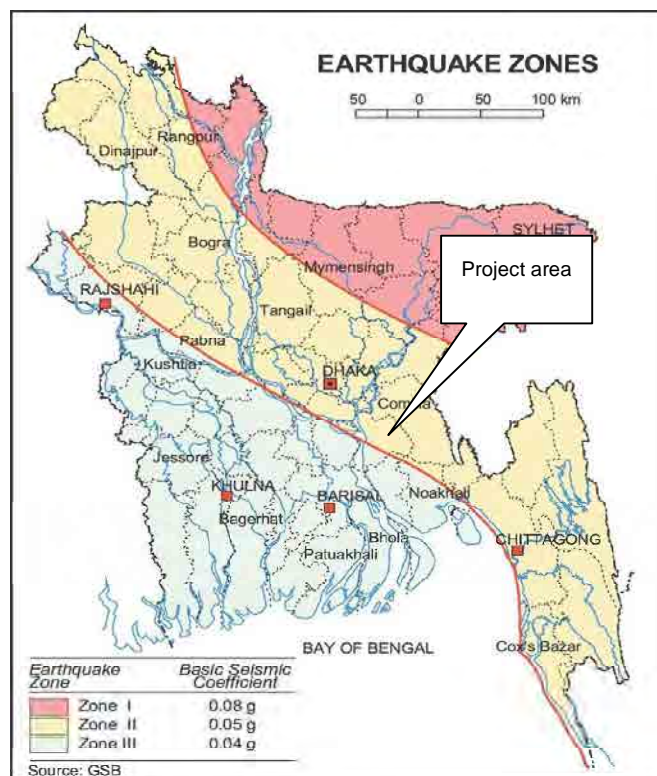 EARTHQUAKE ZONES
50 0 50 100 km
Rangpur
Dinajpur
SYLHET
Bogra
Mymensingh
Project area
RAJSHAHI
Tangail
Pabna
DHAKA
Kushtia
Comilla
Jessore
KHULNA
BARISAL
Noakhali
Bagerhat
Bhola
Patuakhali
CHITTAGONG
BAY OF BENGAL
Cox's Bazar
Earthquake Zone Basic Seismic Coefficient
Zone I 0.08 g
Zone II 0.05 g
Zone III 0.04 g
Source: GSB